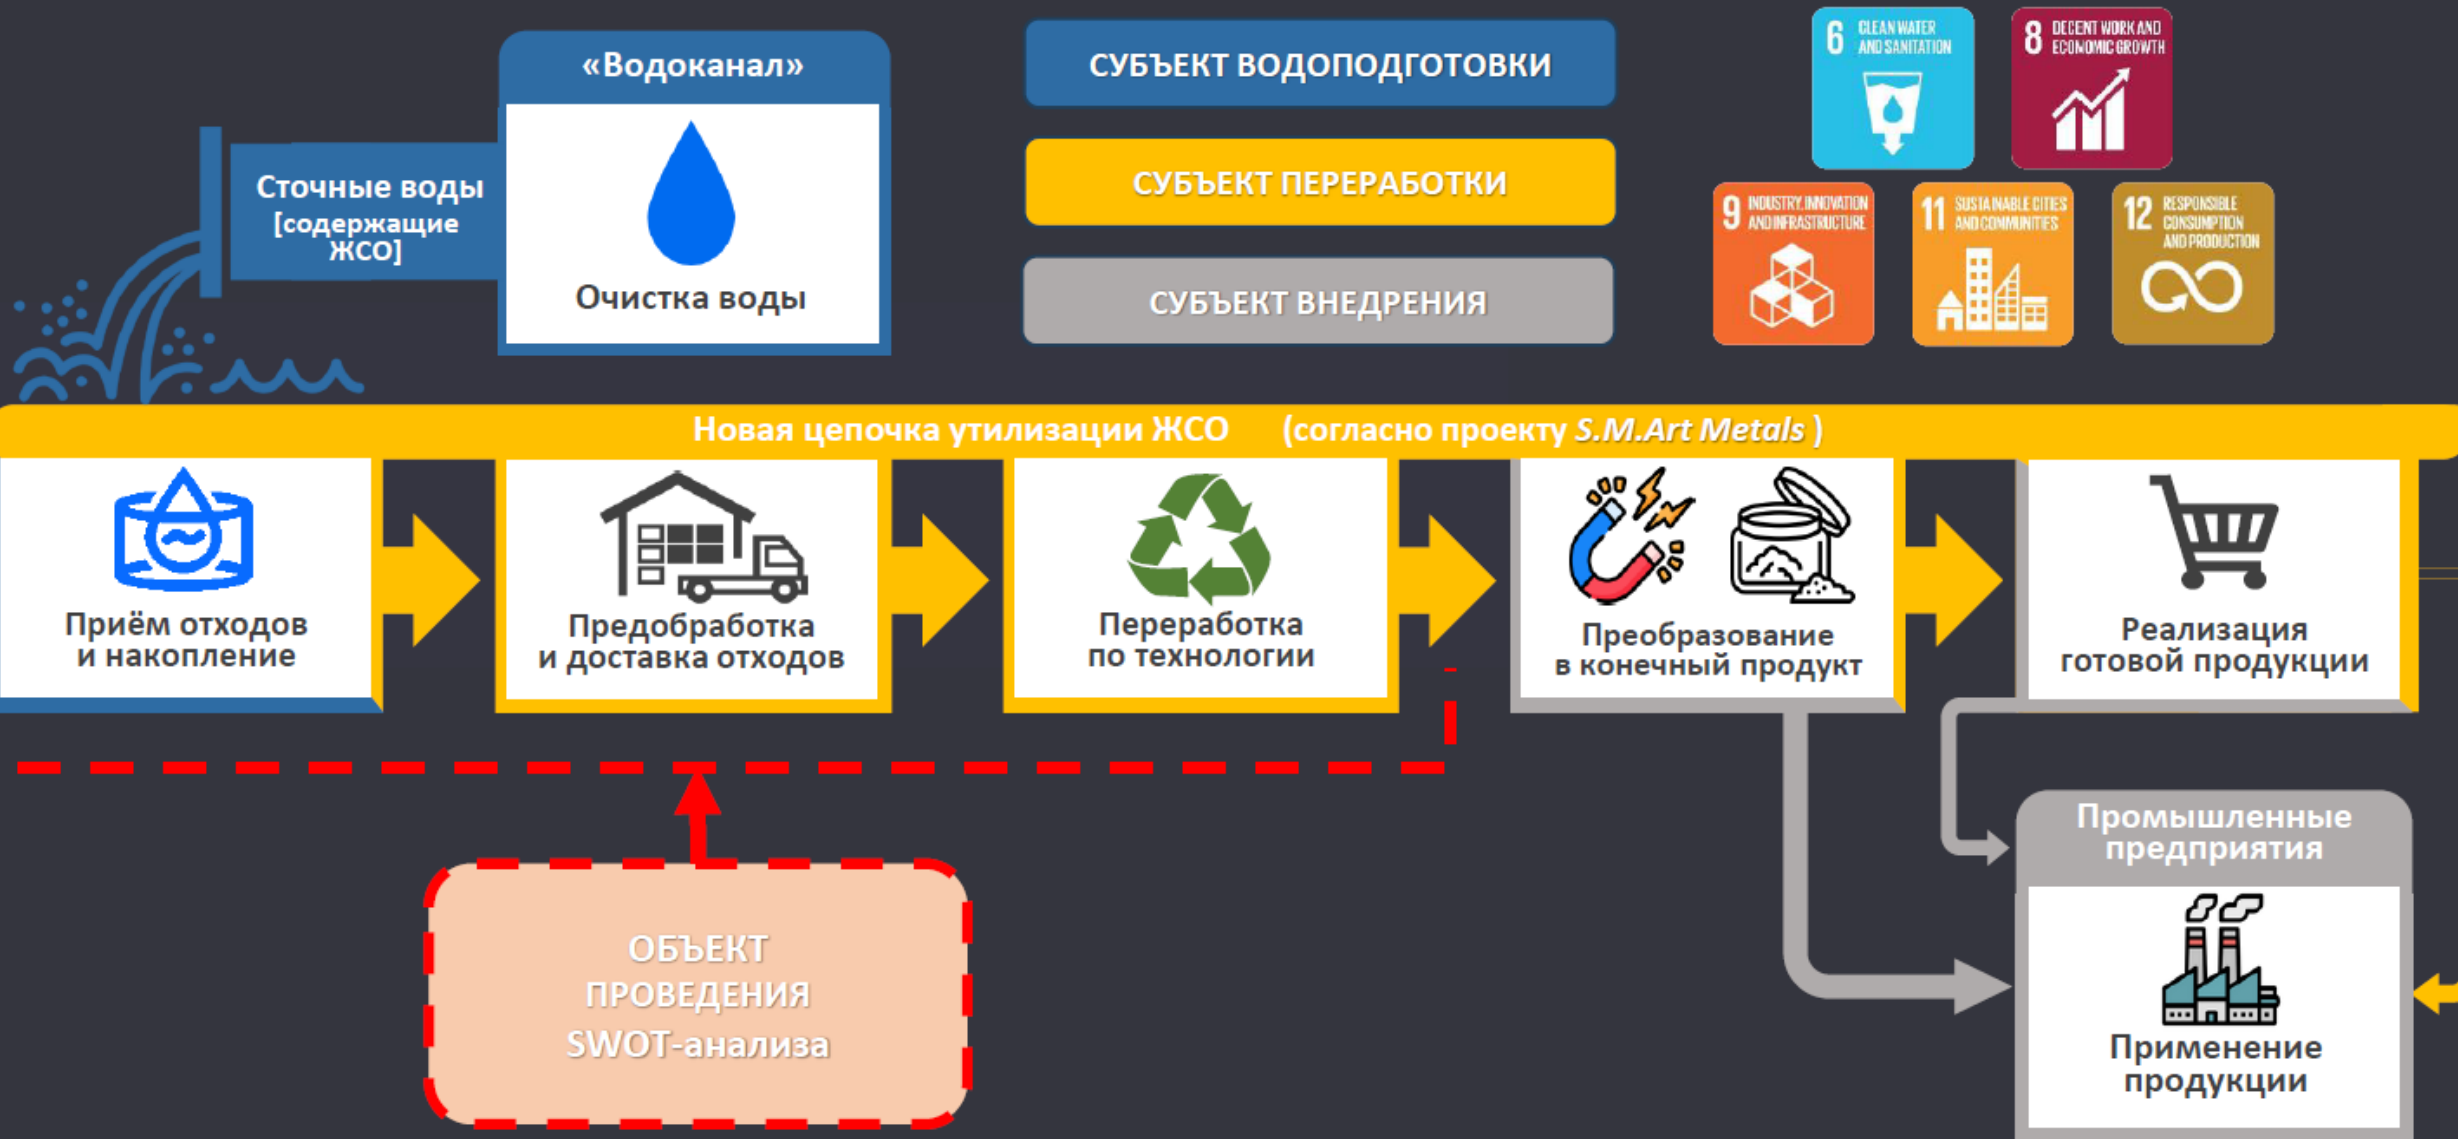 «Водоканал»
Сточные воды
[содержащие
ЖСО]
Очистка воды
СУБЪЕКТ ВОДОПОДГОТОВКИ
СУБЪЕКТ ПЕРЕРАБОТКИ
СУБЪЕКТ ВНЕДРЕНИЯ
6 CLEAN WATER
AND SANITATION
8 DECENT WORK AND
ECONOMIC GROWTH
9 INDUSTRY, INNOVATION
AND INFRASTRUCTURE
11 SUSTAINABLE CITIES
AND COMMUNITIES
12 RESPONSIBLE
CONSUMPTION
AND PRODUCTION
Новая цепочка утилизации ЖСО (согласно проекту S.M.Art Metals )
Приём отходов
и накопление
Предобработка
и доставка отходов
Переработка
по технологии
Преобразование
в конечный продукт
Реализация
готовой продукции
ОБЪЕКТ
ПРОВЕДЕНИЯ
SWOT-анализа
Промышленные
предприятия
Применение
продукции